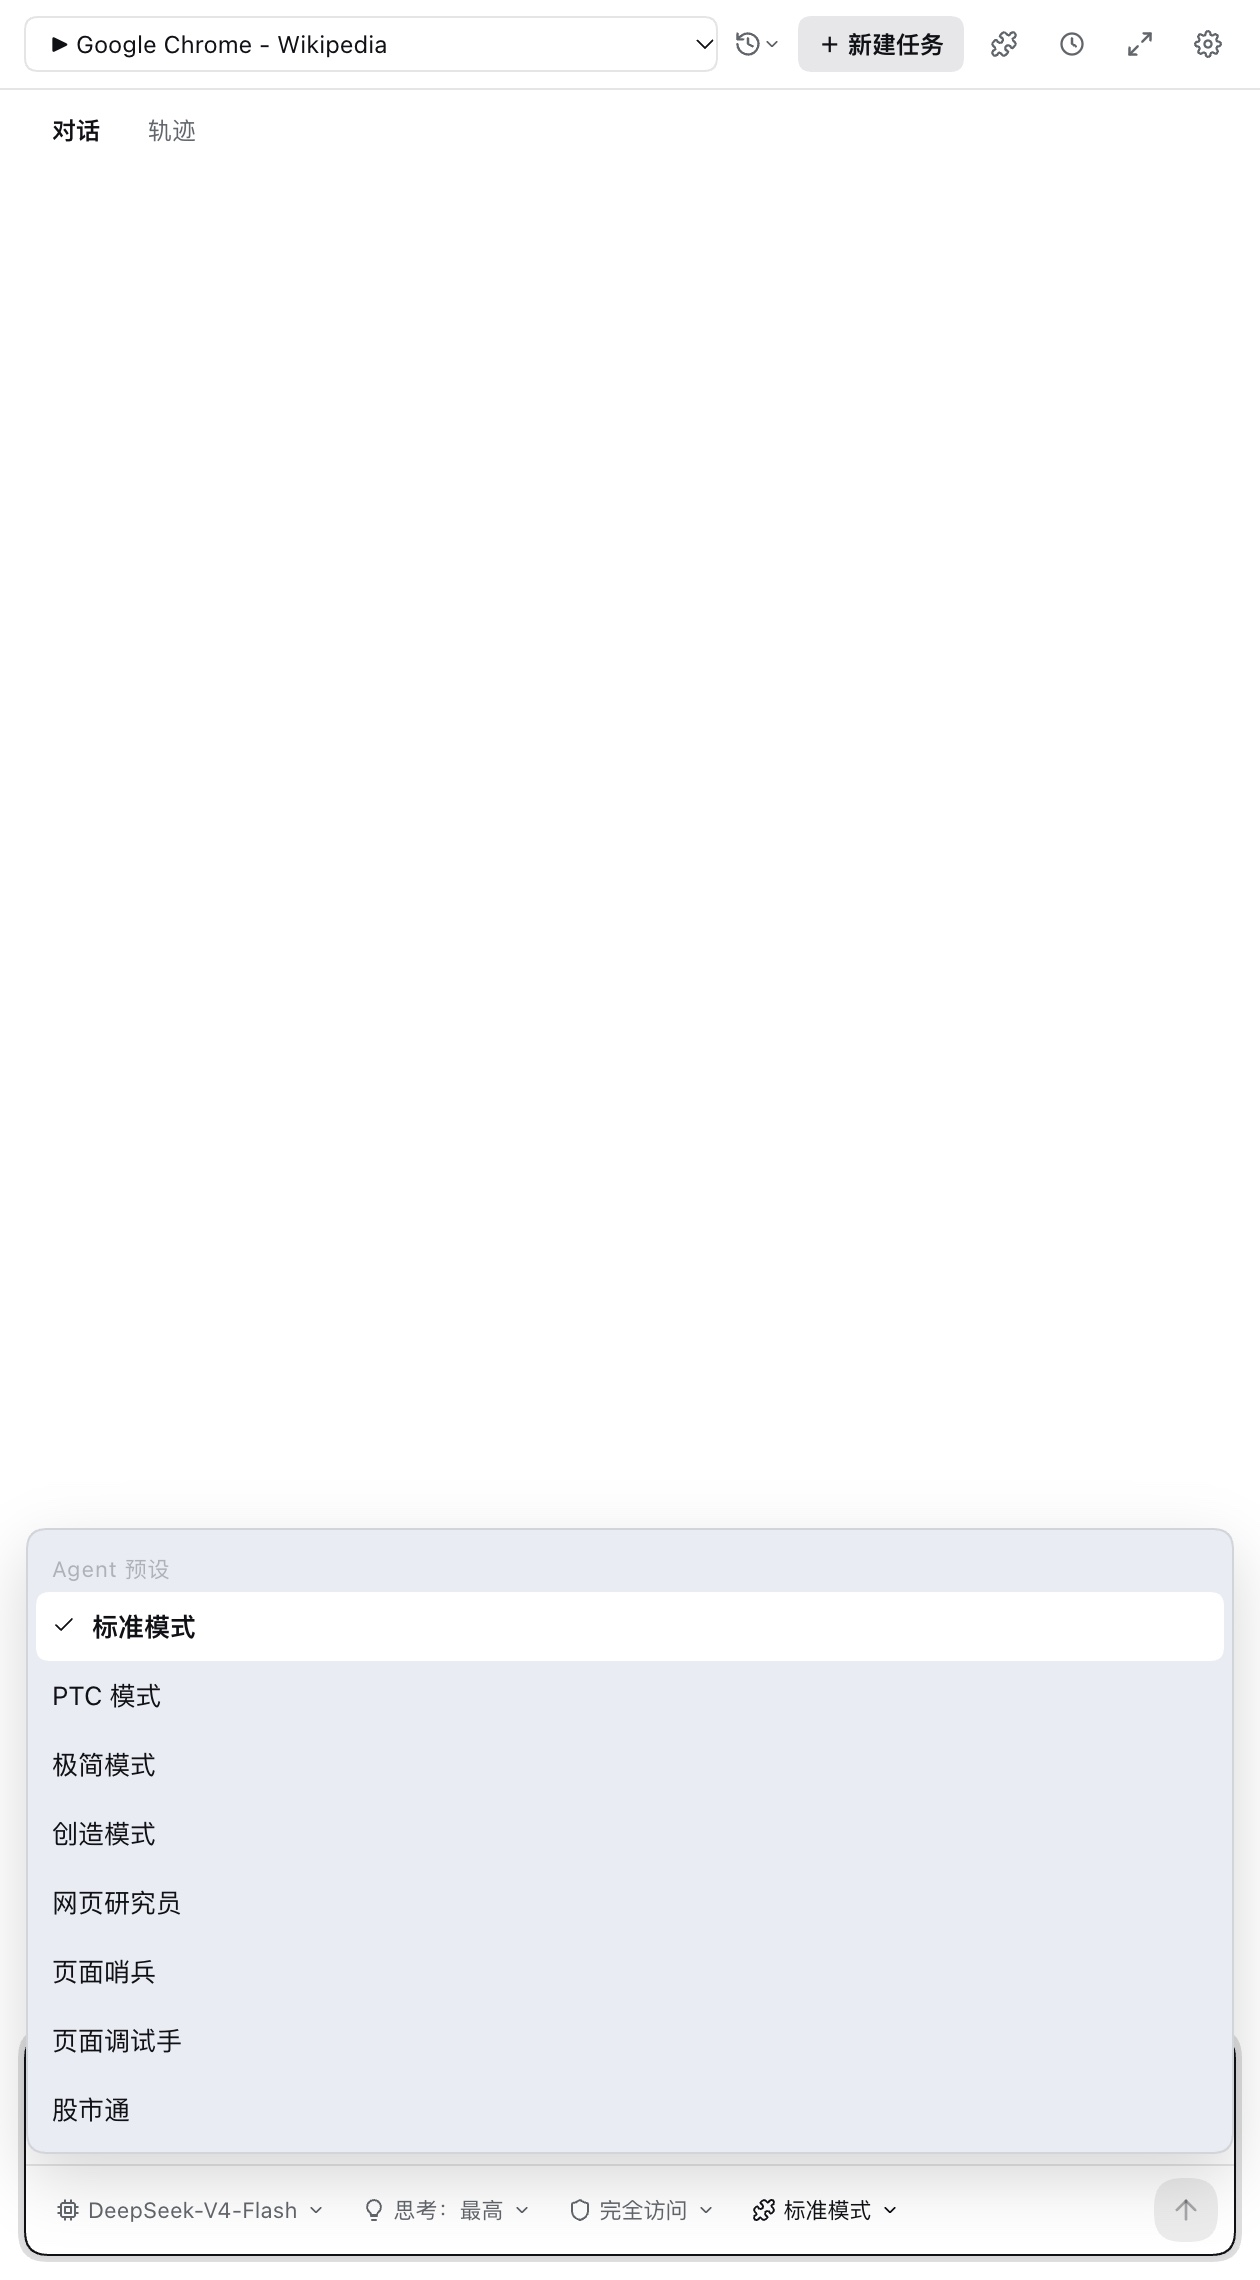 ▶ Google Chrome - Wikipedia
+ 新建任务
对话 轨迹
Agent 预设
✓ 标准模式
PTC 模式
极简模式
创造模式
网页研究员
页面哨兵
页面调试手
股市通
DeepSeek-V4-Flash 思考：最高 完全访问 标准模式